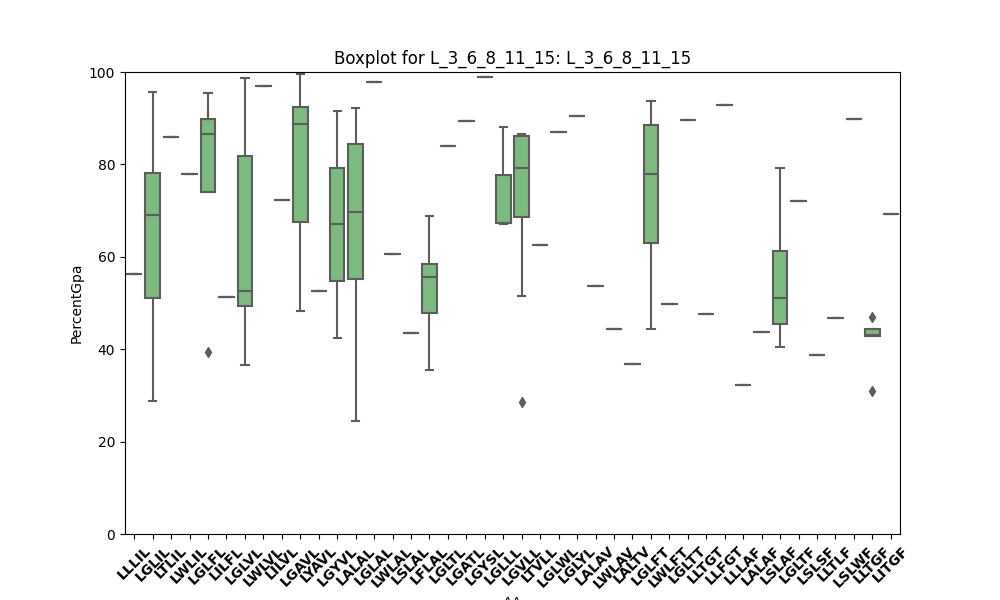 Boxplot for L_3_6_8_11_15: L_3_6_8_11_15
PercentGpa
100
80
60
40
20
0
LLLIL
LGLIL
LTLIL
LWLIL
LGLFL
LILFL
LGLVL
LWLVL
LILVL
LGAVL
LYAVL
LGYVL
LALAL
LGLAL
LWLAL
LSLAL
LFLAL
LGLTL
LGATL
LGYSL
LGLLL
LGVLL
LTVLL
LGLWL
LGLYL
LALAV
LWLAV
LALTV
LGLFT
LWLFT
LGLTT
LLTGT
LLFGT
LLLAF
LALAF
LSLAF
LGLTF
LSLSF
LLTLF
LSLWF
LLTGF
LITGF